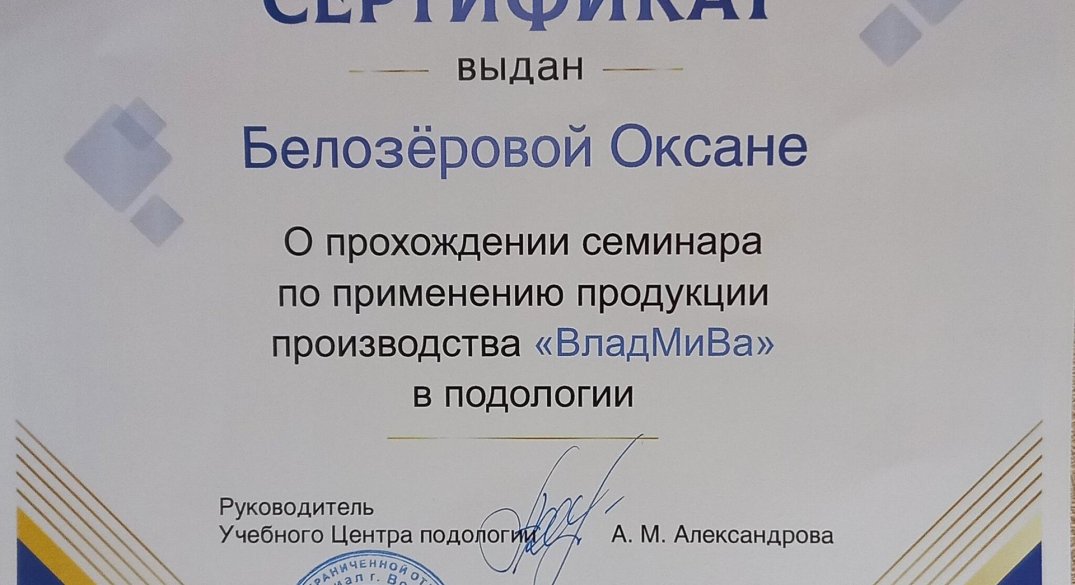 СЕРТИФИКАТ
выдан
Белозёровой Оксане
О прохождении семинара
по применению продукции
производства «ВладМиВа»
в подологии
Руководитель
Учебного Центра подологии А. М. Александрова